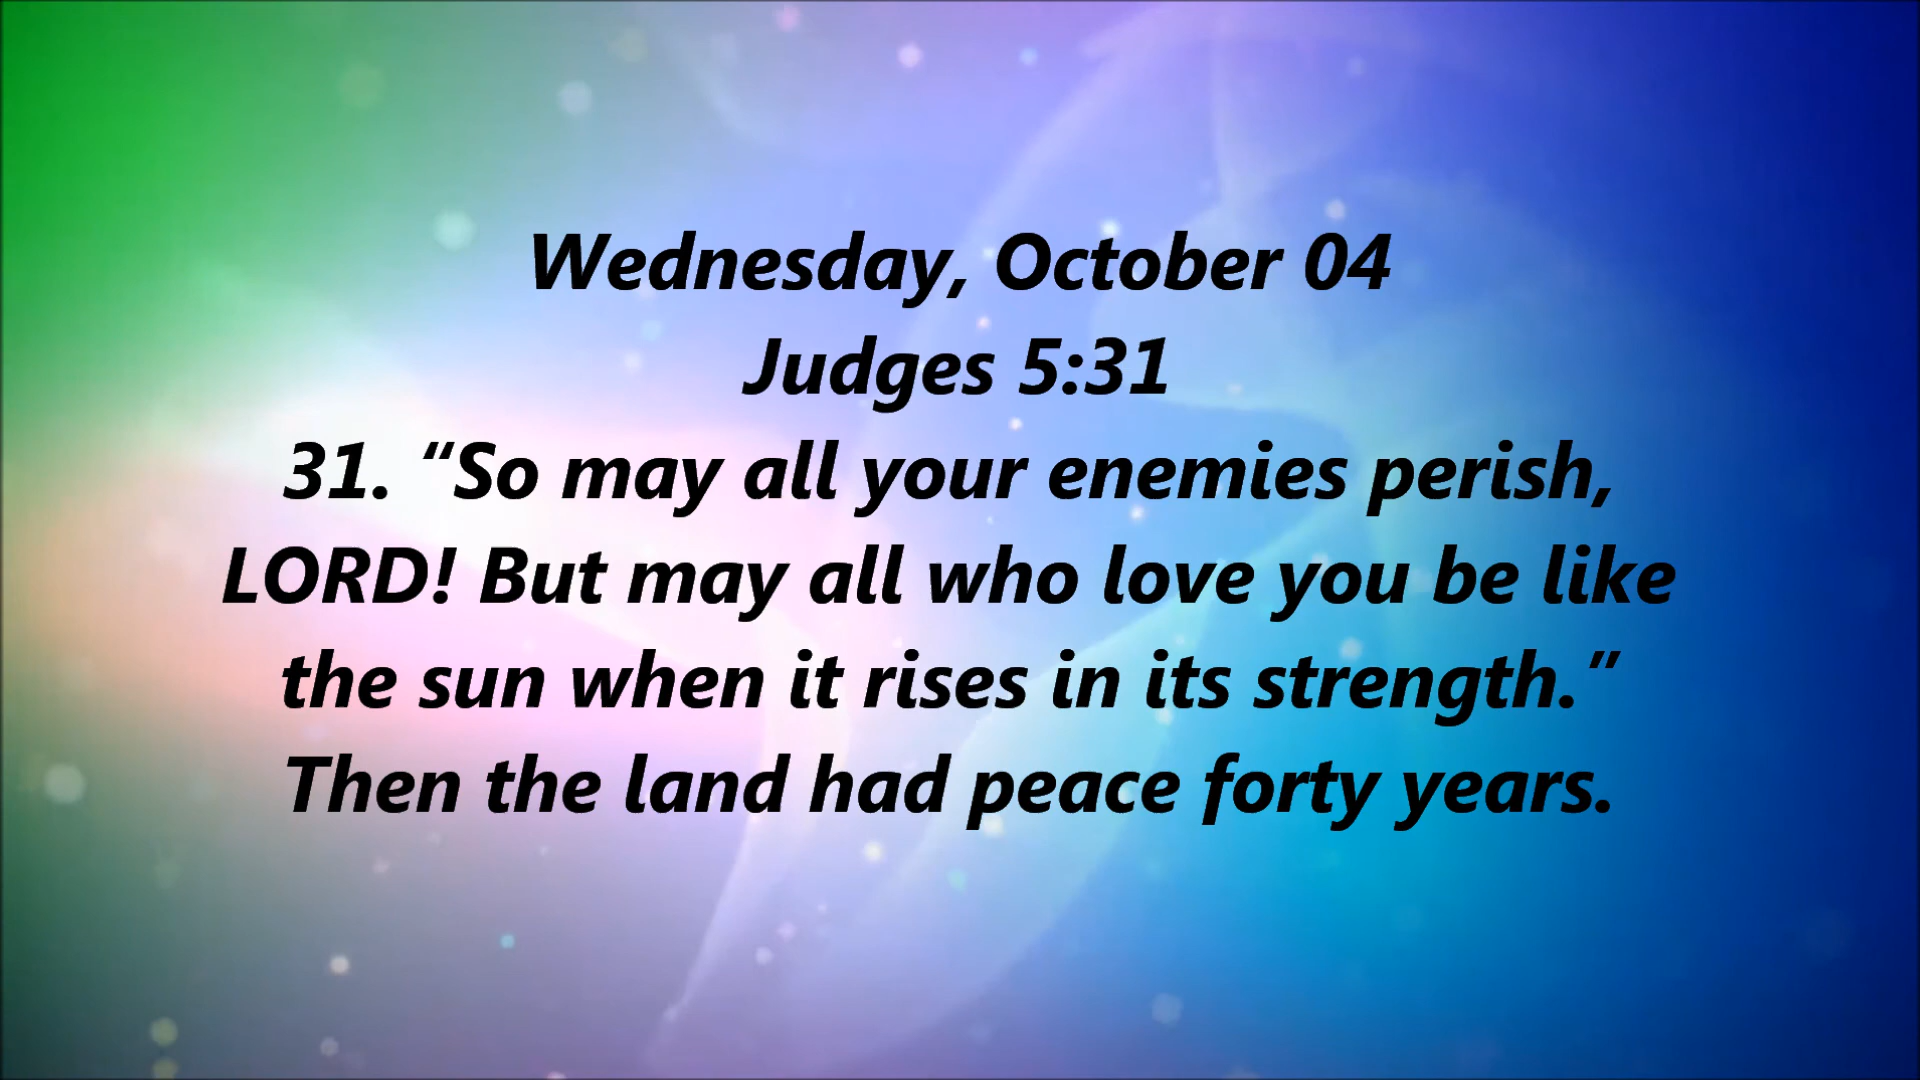 Wednesday, October 04
Judges 5:31
31. “So may all your enemies perish,
LORD! But may all who love you be like
the sun when it rises in its strength.”
Then the land had peace forty years.